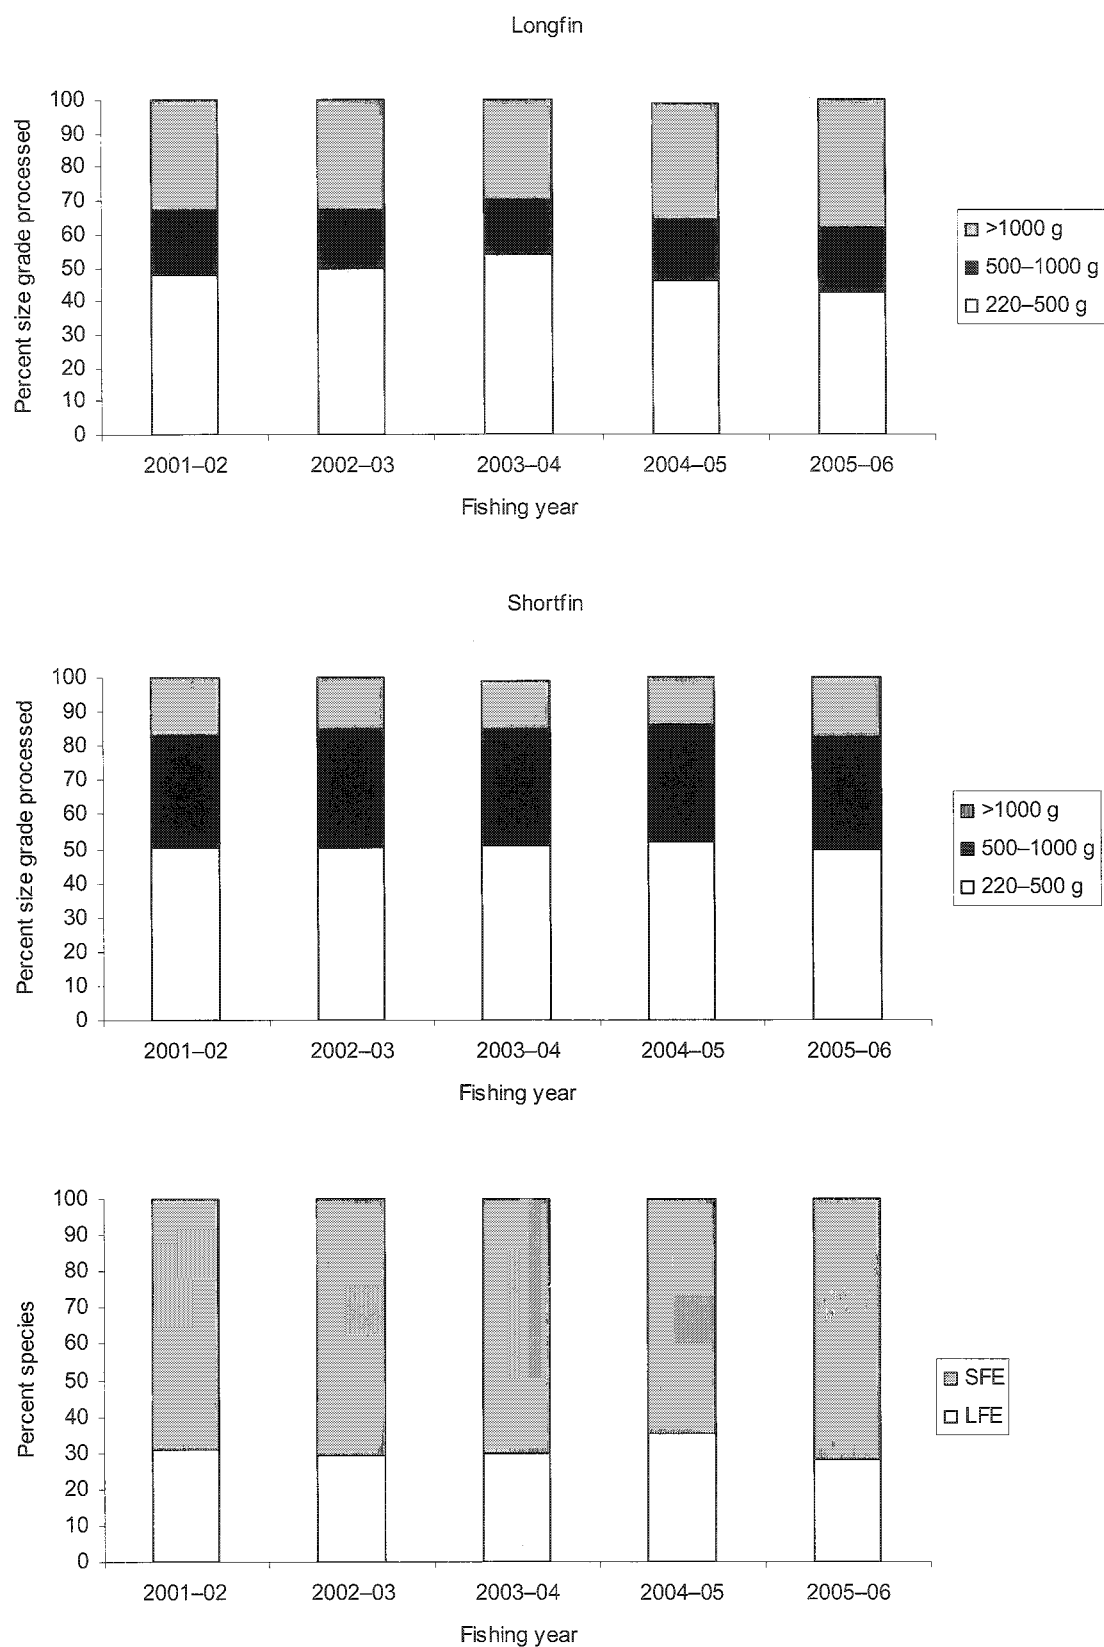 Longfin
Percent size grade processed
100
90
80
70
60
50
40
30
20
10
0
2001–02 2002–03 2003–04 2004–05 2005–06
Fishing year
>1000 g
500–1000 g
220–500 g
Shortfin
Percent size grade processed
100
90
80
70
60
50
40
30
20
10
0
2001–02 2002–03 2003–04 2004–05 2005–06
Fishing year
>1000 g
500–1000 g
220–500 g
Percent species
100
90
80
70
60
50
40
30
20
10
0
2001–02 2002–03 2003–04 2004–05 2005–06
Fishing year
SFE
LFE